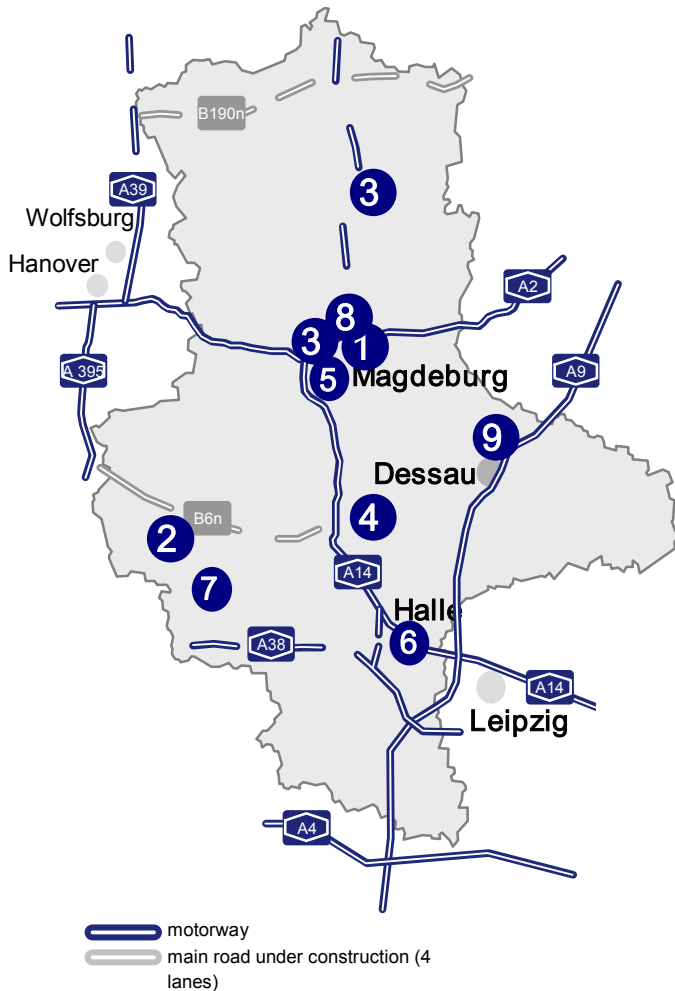 B190n
3
A39
Wolfsburg
Hanover
A2
8
3
1
A 395
5
Magdeburg
A9
9
Dessau
4
B6n
2
A14
7
Halle
6
A38
A14
Leipzig
A4
motorway
main road under construction (4
lanes)